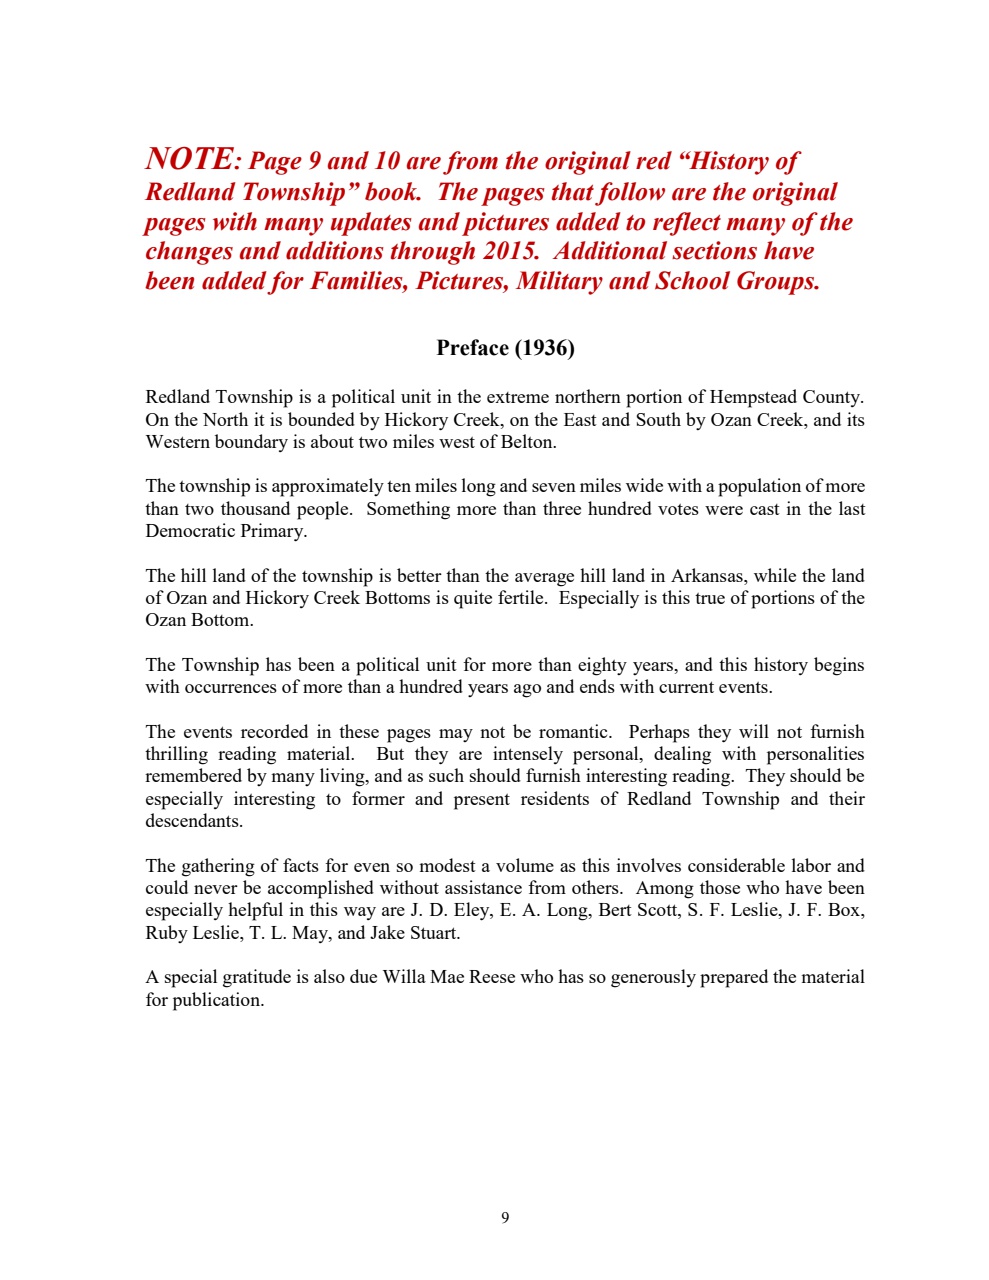 NOTE: Page 9 and 10 are from the original red “History of
Redland Township” book.  The pages that follow are the original
pages with many updates and pictures added to reflect many of the
changes and additions through 2015.  Additional sections have
been added for Families, Pictures, Military and School Groups.
Preface (1936)
Redland Township is a political unit in the extreme northern portion of Hempstead County.
On the North it is bounded by Hickory Creek, on the East and South by Ozan Creek, and its
Western boundary is about two miles west of Belton.
The township is approximately ten miles long and seven miles wide with a population of more
than two thousand people.  Something more than three hundred votes were cast in the last
Democratic Primary.
The hill land of the township is better than the average hill land in Arkansas, while the land
of Ozan and Hickory Creek Bottoms is quite fertile.  Especially is this true of portions of the
Ozan Bottom.
The Township has been a political unit for more than eighty years, and this history begins
with occurrences of more than a hundred years ago and ends with current events.
The events recorded in these pages may not be romantic.  Perhaps they will not furnish
thrilling reading material.  But they are intensely personal, dealing with personalities
remembered by many living, and as such should furnish interesting reading.  They should be
especially interesting to former and present residents of Redland Township and their
descendants.
The gathering of facts for even so modest a volume as this involves considerable labor and
could never be accomplished without assistance from others.  Among those who have been
especially helpful in this way are J. D. Eley, E. A. Long, Bert Scott, S. F. Leslie, J. F. Box,
Ruby Leslie, T. L. May, and Jake Stuart.
A special gratitude is also due Willa Mae Reese who has so generously prepared the material
for publication.
9